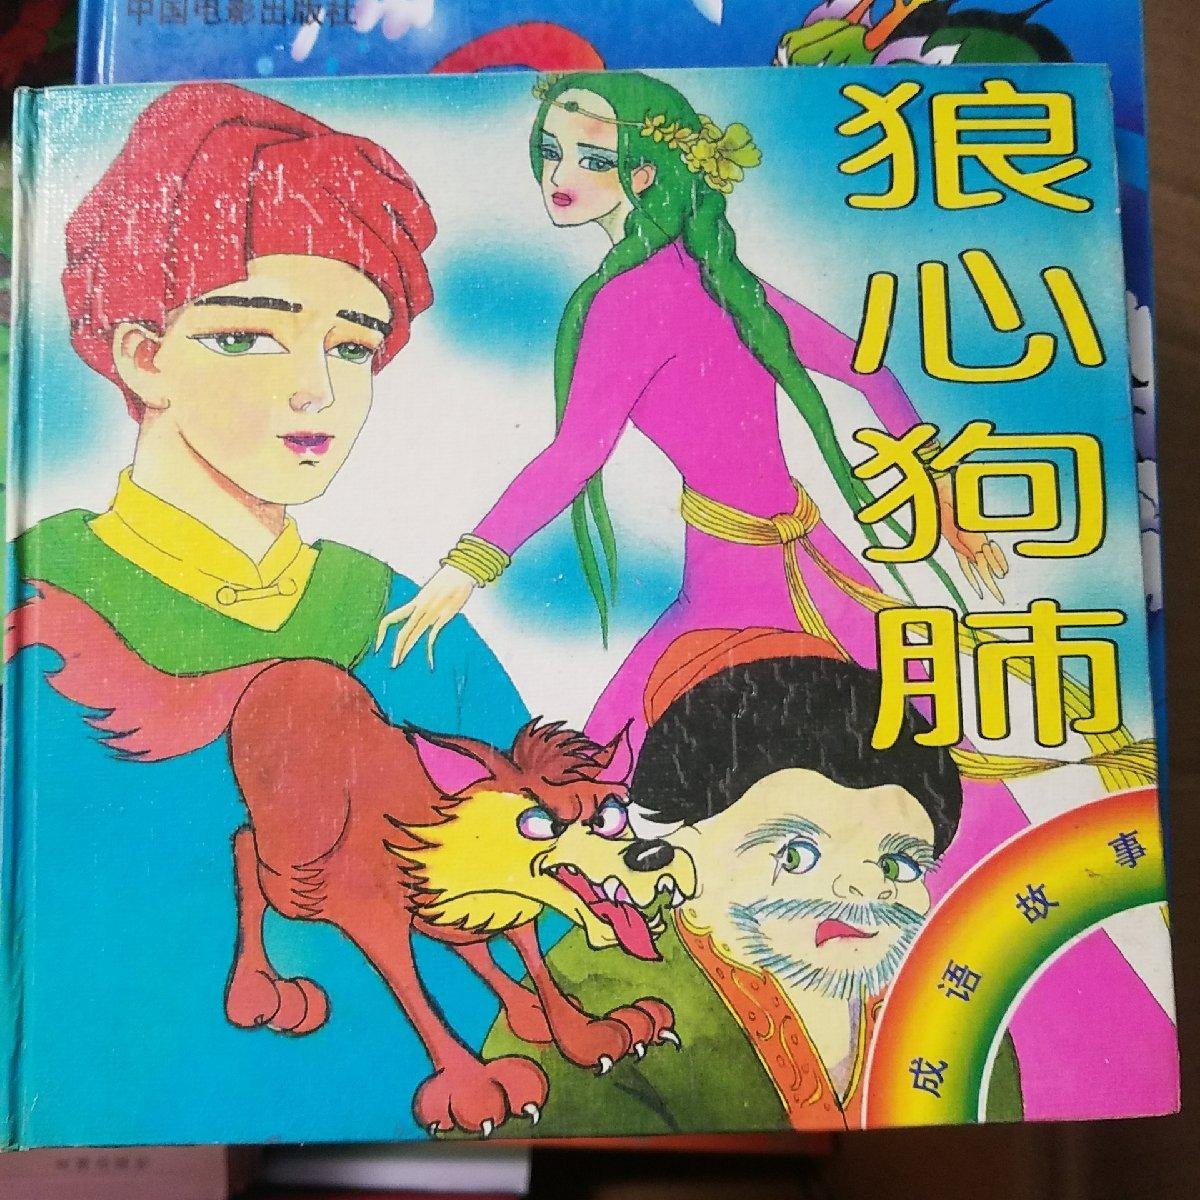 中国电影出版社
狼心狗肺
成语故事